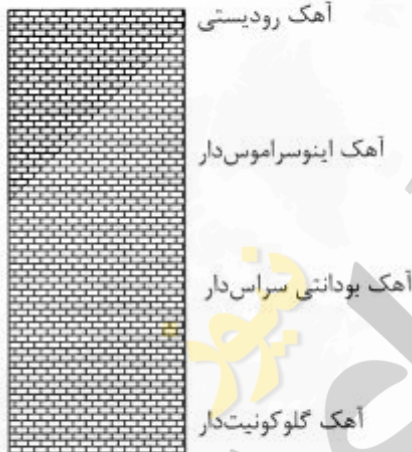 آهک رودیستی
آهک اینوسراموس‌دار
آهک بودانتی سراس‌دار
آهک گلوکونیت‌دار